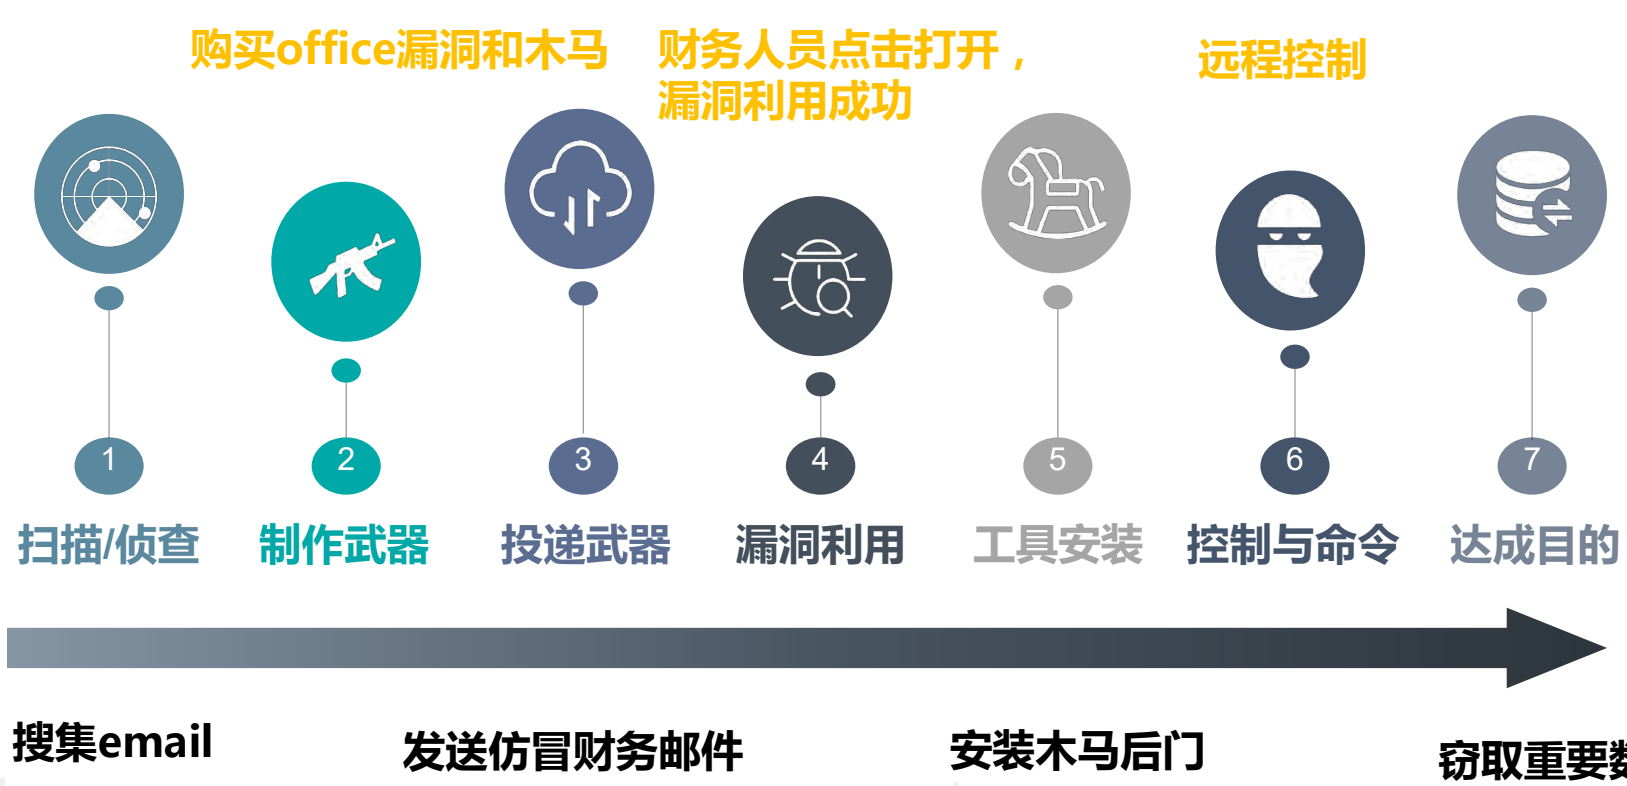 购买office漏洞和木马
财务人员点击打开，
漏洞利用成功
远程控制
1
2
3
4
5
6
7
扫描/侦查
制作武器
投递武器
漏洞利用
工具安装
控制与命令
达成目的
搜集email
发送仿冒财务邮件
安装木马后门
窃取重要数